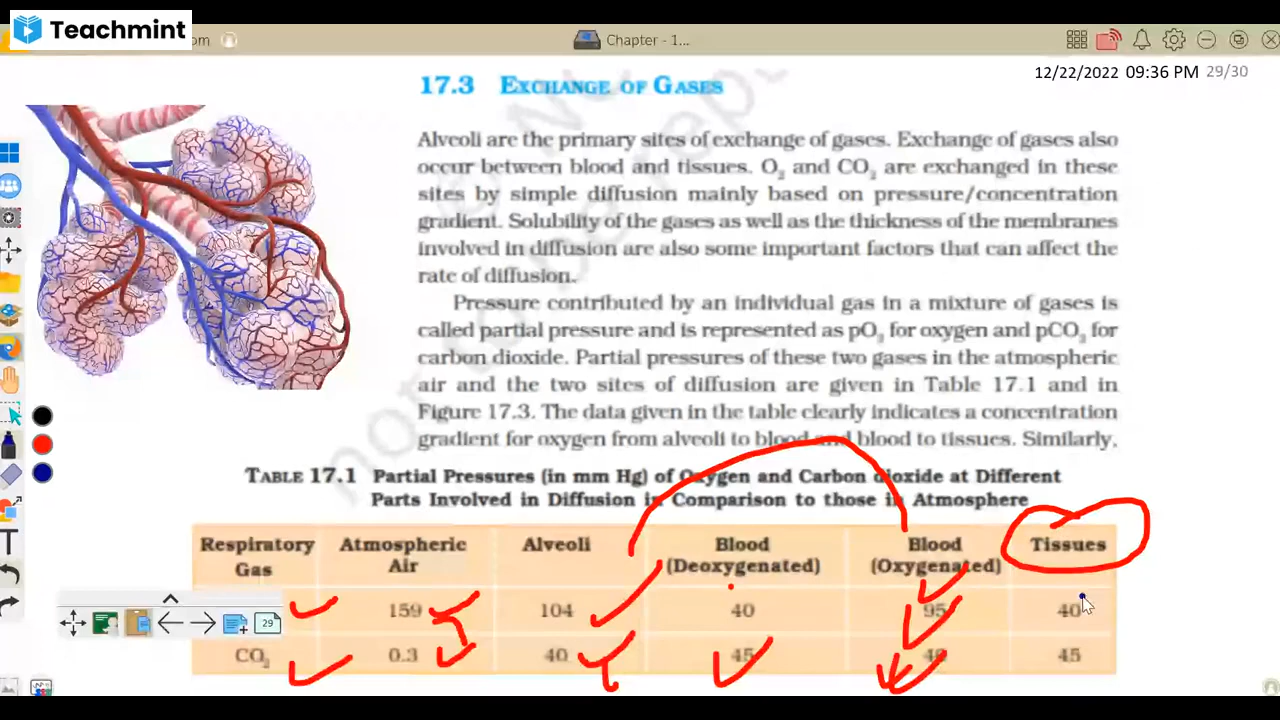 Teachmint
om
Chapter - 1...
12/22/2022 09:36 PM 29/30
17.3 EXCHANGE OF GASES
Alveoli are the primary sites of exchange of gases. Exchange of gases also
occur between blood and tissues. O₂ and CO₂ are exchanged in these
sites by simple diffusion mainly based on pressure/concentration
gradient. Solubility of the gases as well as the thickness of the membranes
involved in diffusion are also some important factors that can affect the
rate of diffusion.
Pressure contributed by an individual gas in a mixture of gases is
called partial pressure and is represented as pO₂ for oxygen and pCO₂ for
carbon dioxide. Partial pressures of these two gases in the atmospheric
air and the two sites of diffusion are given in Table 17.1 and in
Figure 17.3. The data given in the table clearly indicates a concentration
gradient for oxygen from alveoli to blood and blood to tissues. Similarly,
TABLE 17.1 Partial Pressures (in mm Hg) of Oxygen and Carbon dioxide at Different
Parts Involved in Diffusion in Comparison to those in Atmosphere
Respiratory Atmospheric Alveoli Blood Blood Tissues
Gas Air (Deoxygenated) (Oxygenated)
159 104 40 95 40
29
CO₂ 0.3 40 45 40 45
T